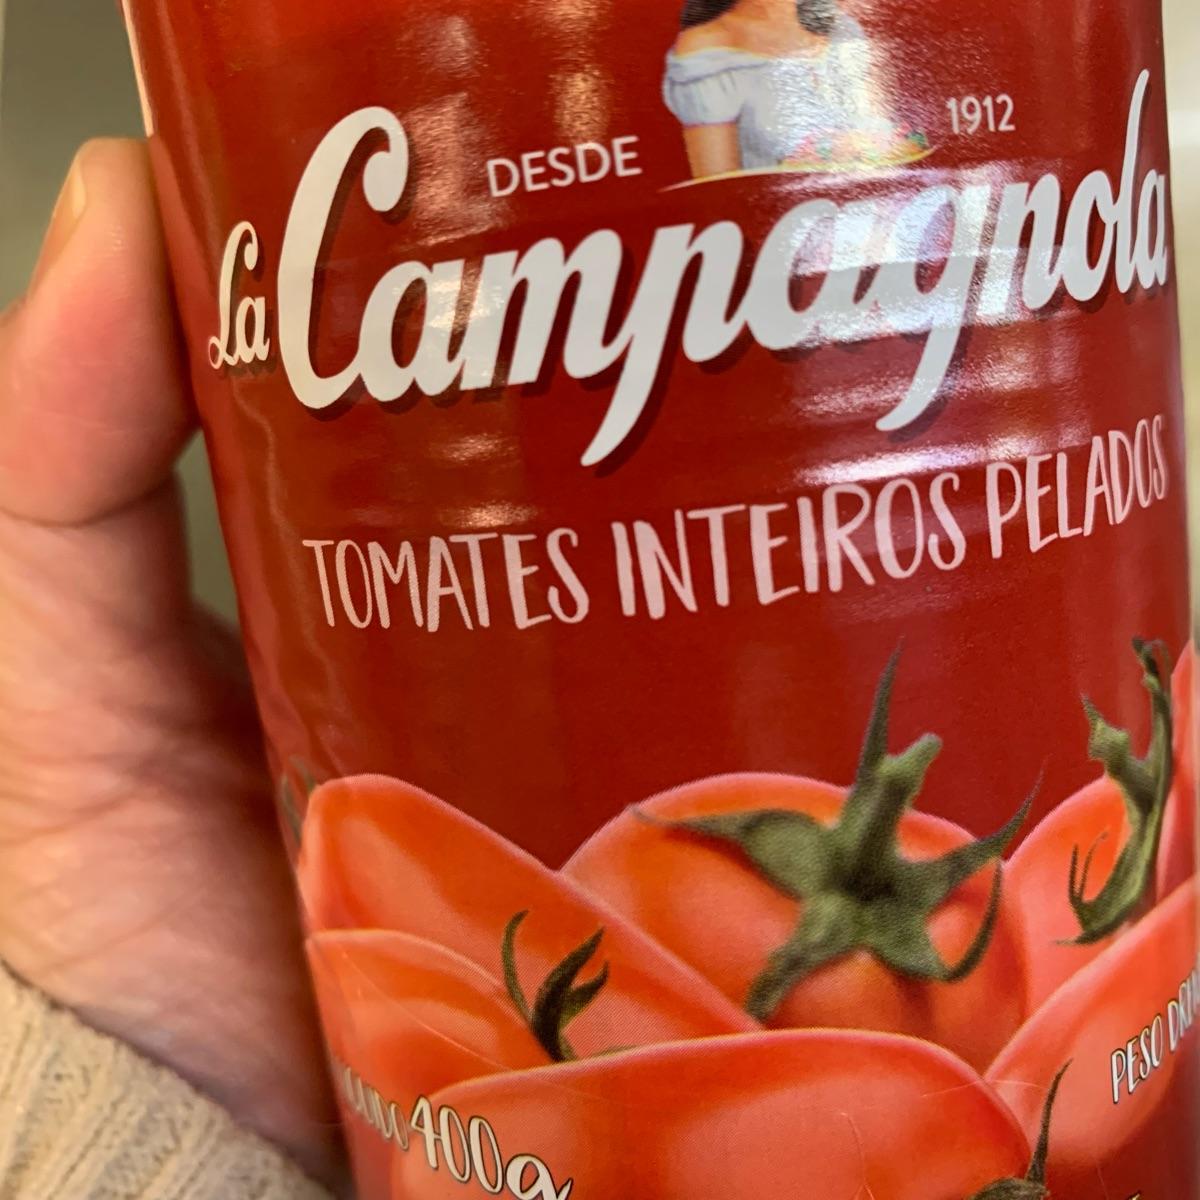 DESDE 1912
La Campagnola
TOMATES INTEIROS PELADOS
400g
PESO